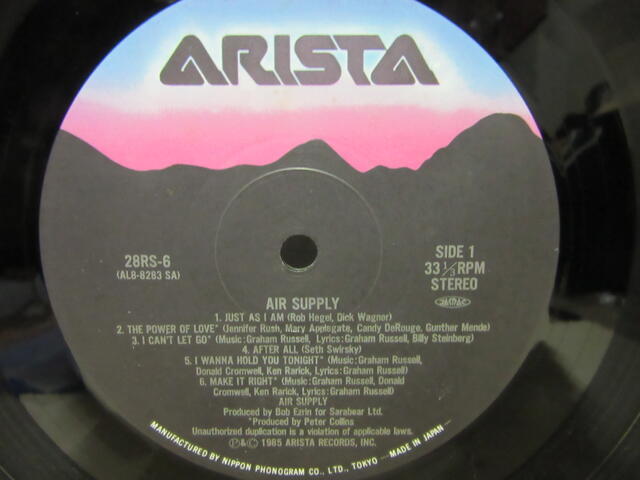 ARISTA
28RS-6
(AL8-8283 SA)
SIDE 1
33 1/3 RPM
STEREO
JASRAC
AIR SUPPLY
1. JUST AS I AM (Rob Hegel, Dick Wagner)
2. THE POWER OF LOVE* (Jennifer Rush, Mary Applegate, Candy DeRouge, Gunther Mende)
3. I CAN'T LET GO* (Music: Graham Russell, Lyrics: Graham Russell, Billy Steinberg)
4. AFTER ALL (Seth Swirsky)
5. I WANNA HOLD YOU TONIGHT* (Music: Graham Russell,
Donald Cromwell, Ken Rarick, Lyrics: Graham Russell)
6. MAKE IT RIGHT* (Music: Graham Russell, Donald
Cromwell, Ken Rarick, Lyrics: Graham Russell)
AIR SUPPLY
Produced by Bob Ezrin for Sarabear Ltd.
*Produced by Peter Collins
Unauthorized duplication is a violation of applicable laws.
℗&© 1985 ARISTA RECORDS, INC.
MANUFACTURED BY NIPPON PHONOGRAM CO., LTD., TOKYO —MADE IN JAPAN—